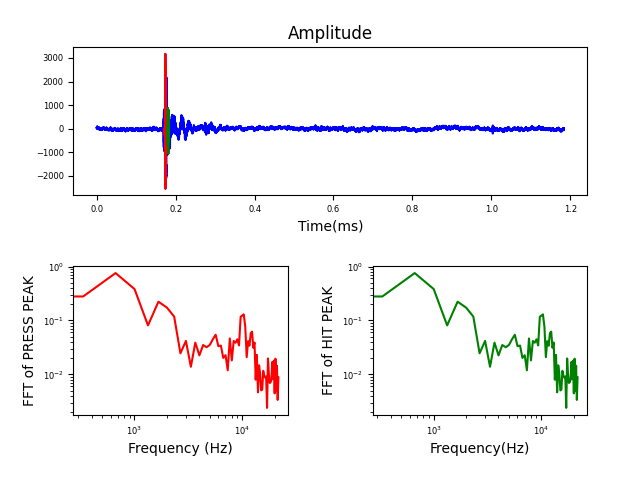 Amplitude
3000
2000
1000
0
−1000
−2000
0.0 0.2 0.4 0.6 0.8 1.0 1.2
Time(ms)
FFT of PRESS PEAK
10⁰
10⁻¹
10⁻²
10³ 10⁴
Frequency (Hz)
FFT of HIT PEAK
10⁰
10⁻¹
10⁻²
10³ 10⁴
Frequency(Hz)